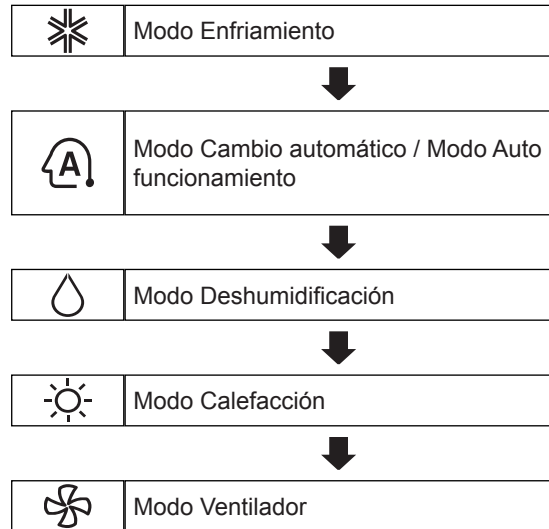 Modo Enfriamiento
A
Modo Cambio automático / Modo Auto
funcionamiento
Modo Deshumidificación
Modo Calefacción
Modo Ventilador